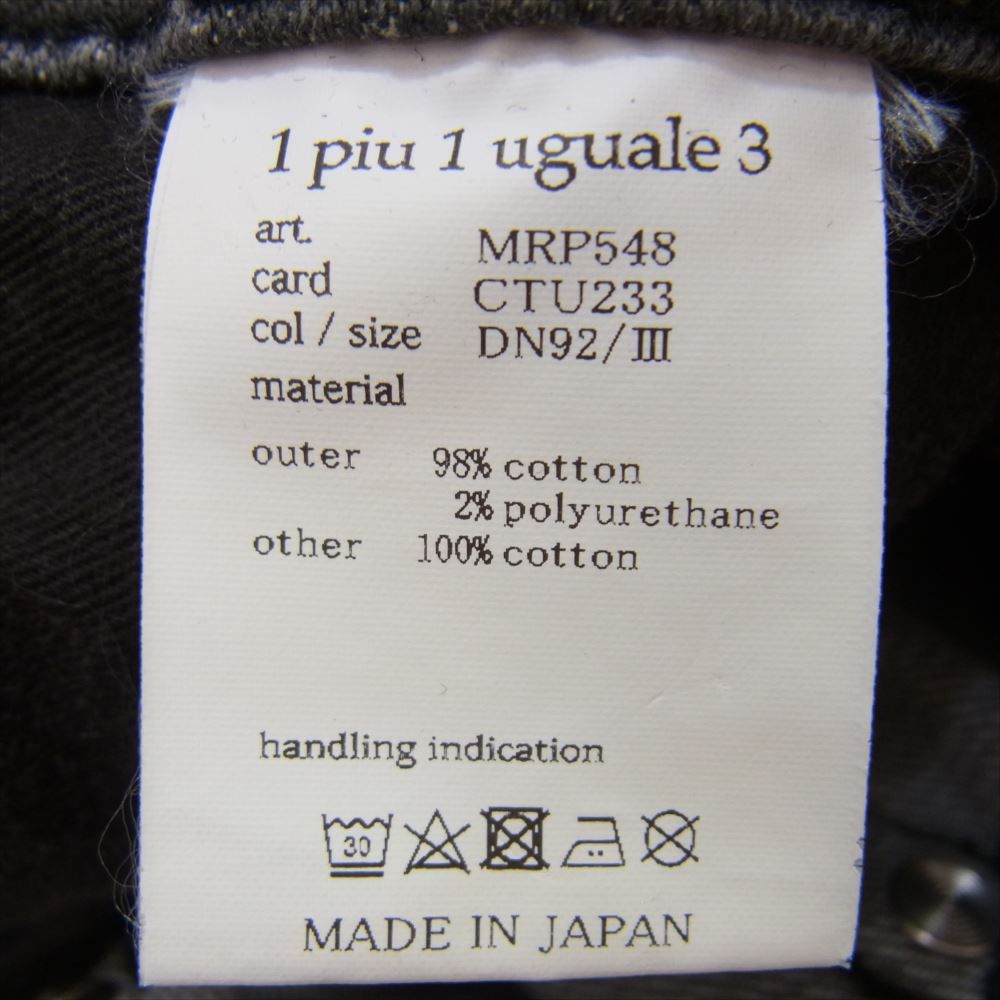 1 piu 1 uguale 3
art. MRP548
card CTU233
col / size DN92/Ⅲ
material
outer 98% cotton
2% polyurethane
other 100% cotton
handling indication
30
MADE IN JAPAN